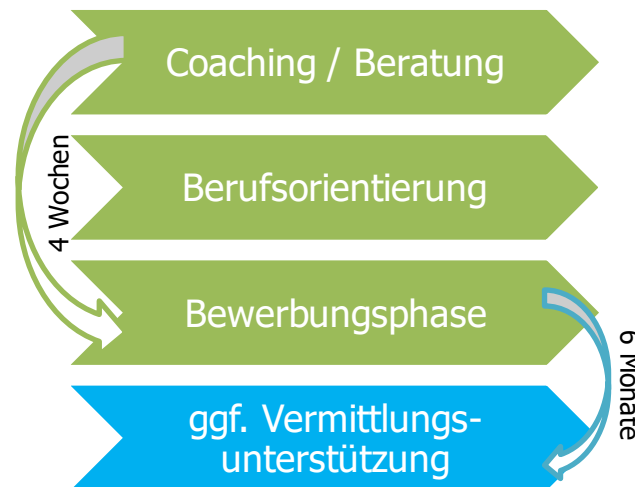 Coaching / Beratung
4 Wochen
Berufsorientierung
Bewerbungsphase
6 Monate
ggf. Vermittlungs-
unterstützung